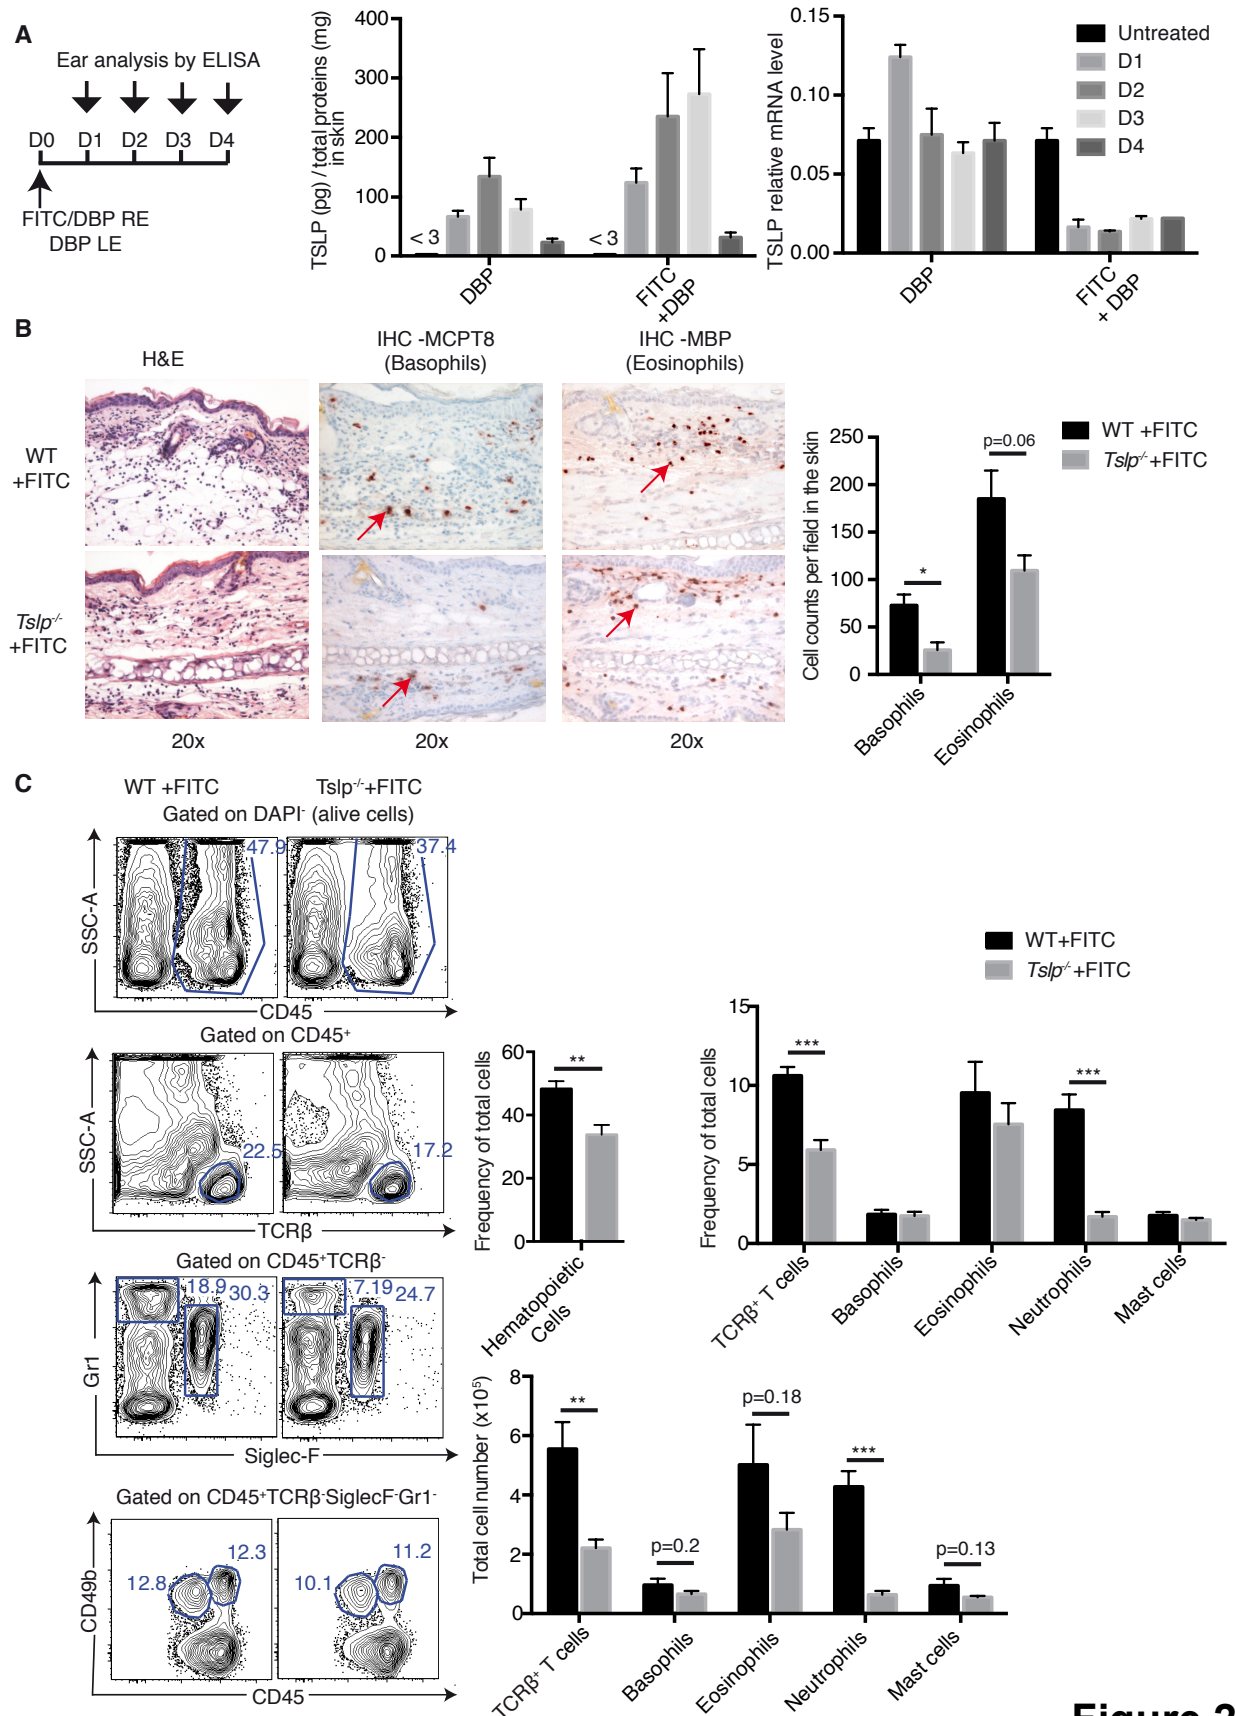 A
Ear analysis by ELISA
D0 D1 D2 D3 D4
FITC/DBP RE
DBP LE
TSLP (pg) / total proteins (mg)
in skin
400
300
200
100
0
< 3
< 3
DBP
FITC
+DBP
TSLP relative mRNA level
0.15
0.10
0.05
0.00
DBP
FITC
+ DBP
Untreated
D1
D2
D3
D4
B
H&E
IHC -MCPT8
(Basophils)
IHC -MBP
(Eosinophils)
WT
+FITC
Tslp-/-
+FITC
20x
20x
20x
Cell counts per field in the skin
250
200
150
100
50
0
*
p=0.06
Basophils
Eosinophils
WT +FITC
Tslp-/-+FITC
C
WT +FITC
Tslp-/-+FITC
Gated on DAPI- (alive cells)
47.9
37.4
SSC-A
CD45
Gated on CD45+
22.5
17.2
SSC-A
TCRβ
Gated on CD45+TCRβ-
18.9 30.3
7.19 24.7
Gr1
Siglec-F
Gated on CD45+TCRβ-SiglecF-Gr1-
12.8
12.3
10.1
11.2
CD49b
CD45
Frequency of total cells
60
40
20
0
**
Hematopoietic
Cells
WT+FITC
Tslp-/-+FITC
Frequency of total cells
15
10
5
0
***
***
TCRβ+ T cells
Basophils
Eosinophils
Neutrophils
Mast cells
Total cell number (x10⁵)
8
6
4
2
0
**
p=0.2
p=0.18
***
p=0.13
TCRβ+ T cells
Basophils
Eosinophils
Neutrophils
Mast cells
Figure 2